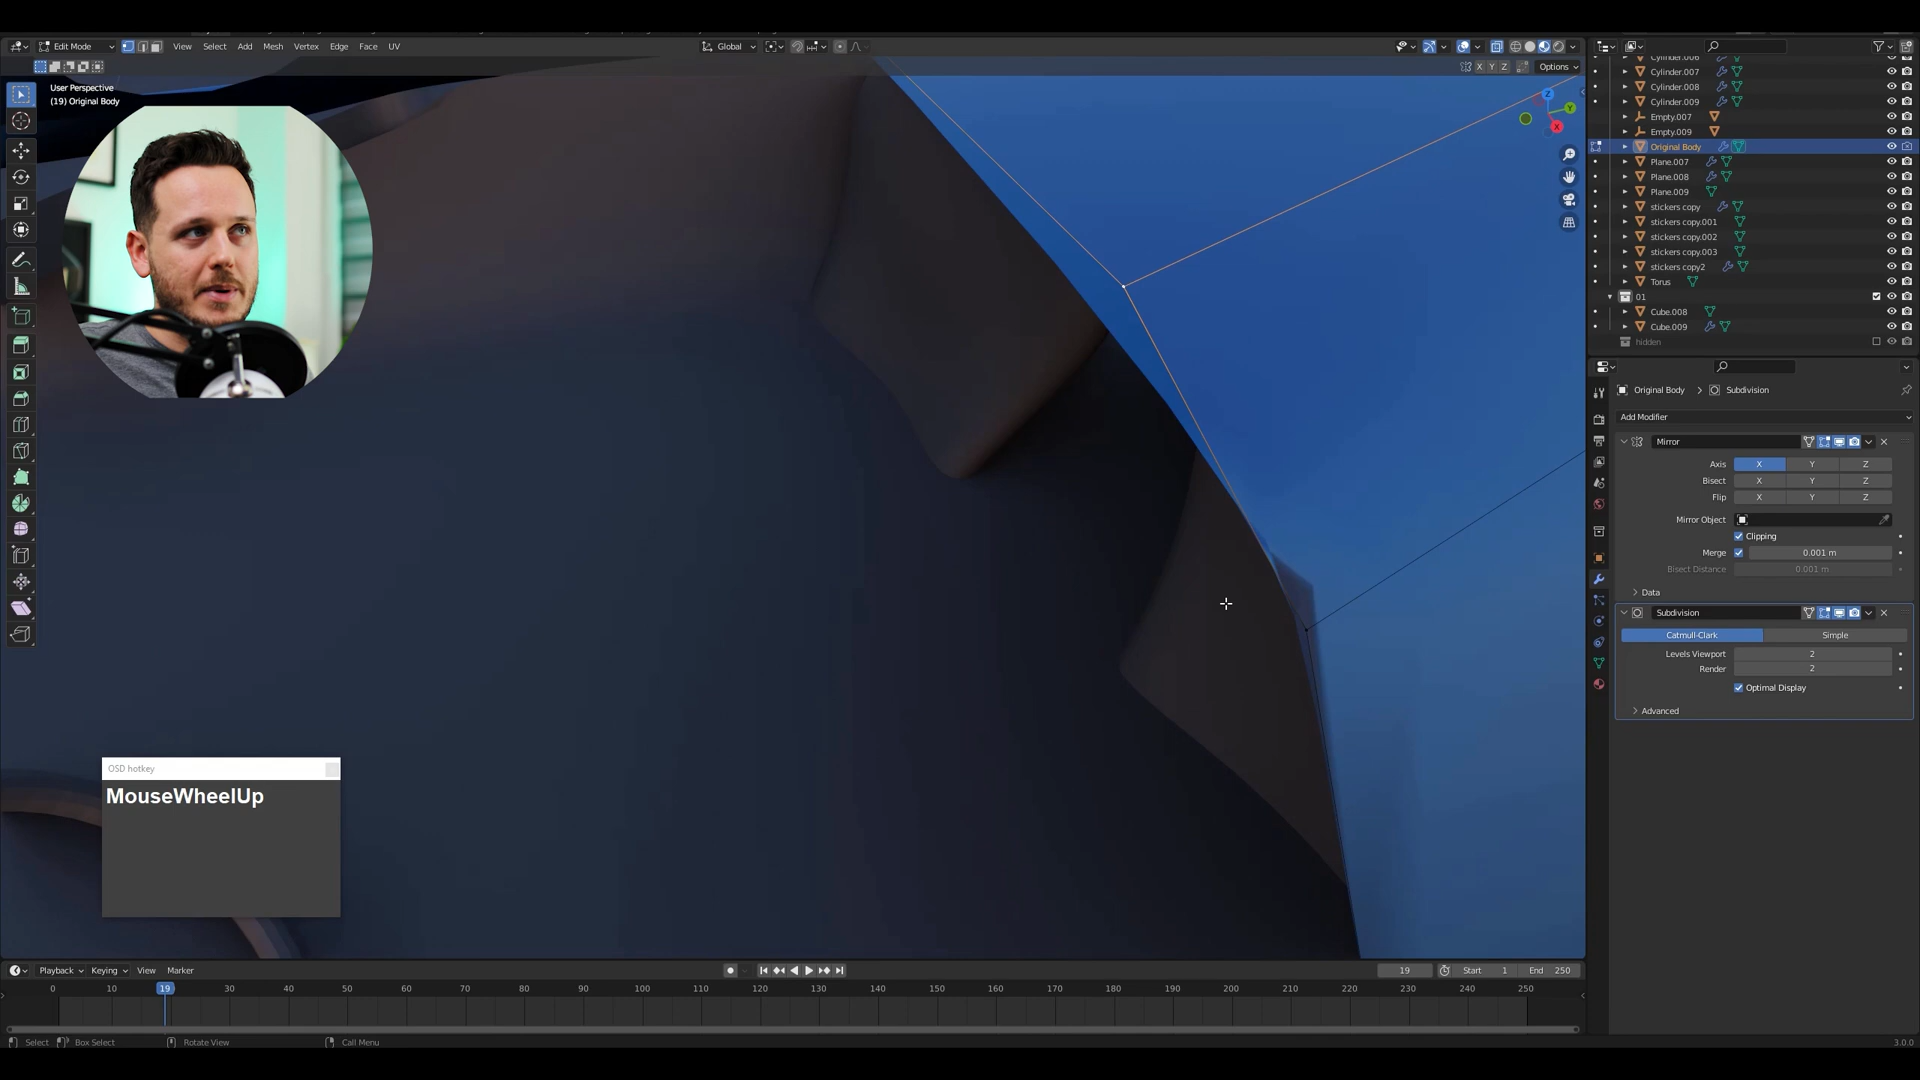 Edit Mode
View
Select
Add
Mesh
Vertex
Edge
Face
UV
Global
X Y Z
Options
User Perspective
(19) Original Body
Z
Y
X
Cylinder.006
Cylinder.007
Cylinder.008
Cylinder.009
Empty.007
Empty.009
Original Body
Plane.007
Plane.008
Plane.009
stickers copy
stickers copy.001
stickers copy.002
stickers copy.003
stickers copy2
Torus
01
Cube.008
Cube.009
hidden
Original Body > Subdivision
Add Modifier
Mirror
Axis X Y Z
Bisect X Y Z
Flip X Y Z
Mirror Object
Clipping
Merge 0.001 m
Bisect Distance 0.001 m
Data
Subdivision
Catmull-Clark Simple
Levels Viewport 2
Render 2
Optimal Display
Advanced
OSD hotkey
MouseWheelUp
Playback
Keying
View
Marker
19
Start 1
End 250
0 10 19 30 40 50 60 70 80 90 100 110 120 130 140 150 160 170 180 190 200 210 220 230 240 250
Select
Box Select
Rotate View
Call Menu
3.0.0